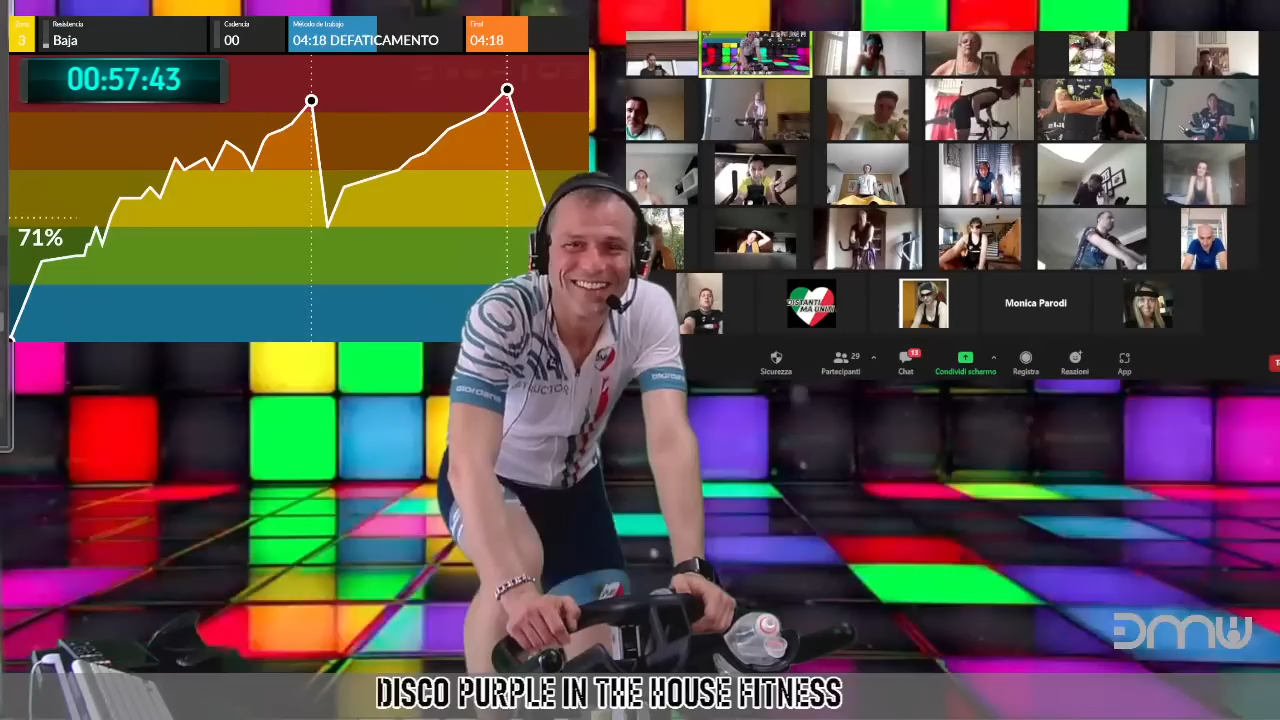 Zona
3
Resistencia
Baja
Cadencia
00
Método de trabajo
04:18 DEFATICAMENTO
Final
04:18
00:57:43
71%
DISTANTI
MA UNITI
Monica Parodi
29
13
Sicurezza
Partecipanti
Chat
Condividi schermo
Registra
Reazioni
App
giordana
giordana
DMW
DISCO PURPLE IN THE HOUSE FITNESS